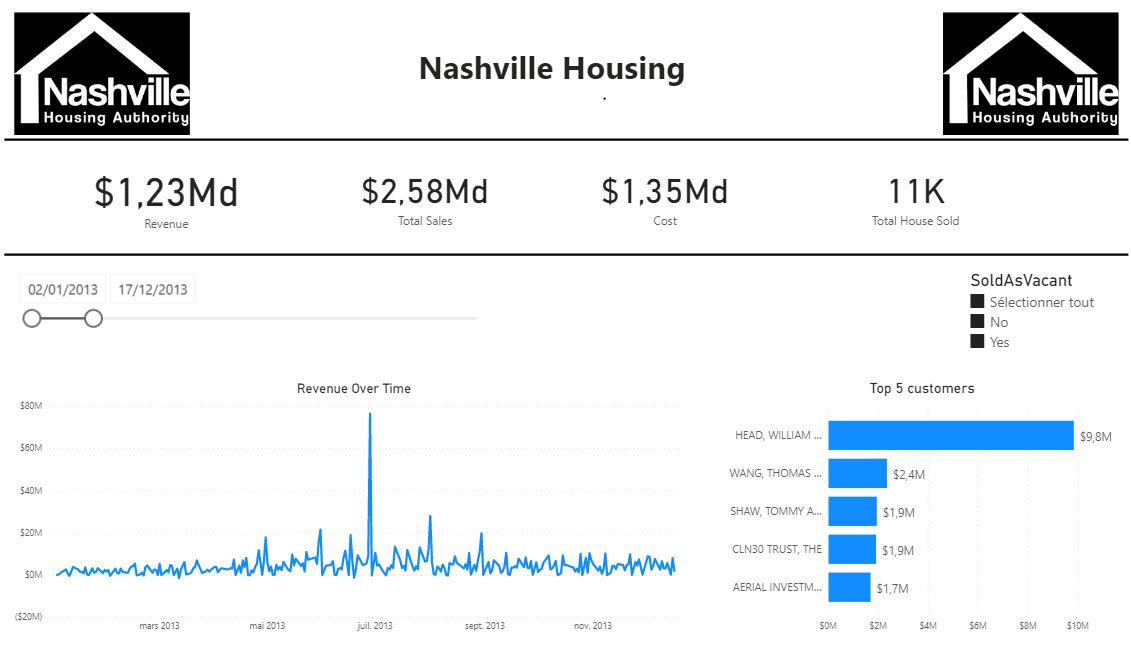 Nashville
Housing Authority
Nashville Housing
.
Nashville
Housing Authority
$1,23Md
Revenue
$2,58Md
Total Sales
$1,35Md
Cost
11K
Total House Sold
02/01/2013
17/12/2013
SoldAsVacant
Sélectionner tout
No
Yes
Revenue Over Time
$80M
$60M
$40M
$20M
$0M
($20M)
mars 2013
mai 2013
juil. 2013
sept. 2013
nov. 2013
Top 5 customers
HEAD, WILLIAM ...
$9,8M
WANG, THOMAS ...
$2,4M
SHAW, TOMMY A...
$1,9M
CLN30 TRUST, THE
$1,9M
AERIAL INVESTM...
$1,7M
$0M
$2M
$4M
$6M
$8M
$10M